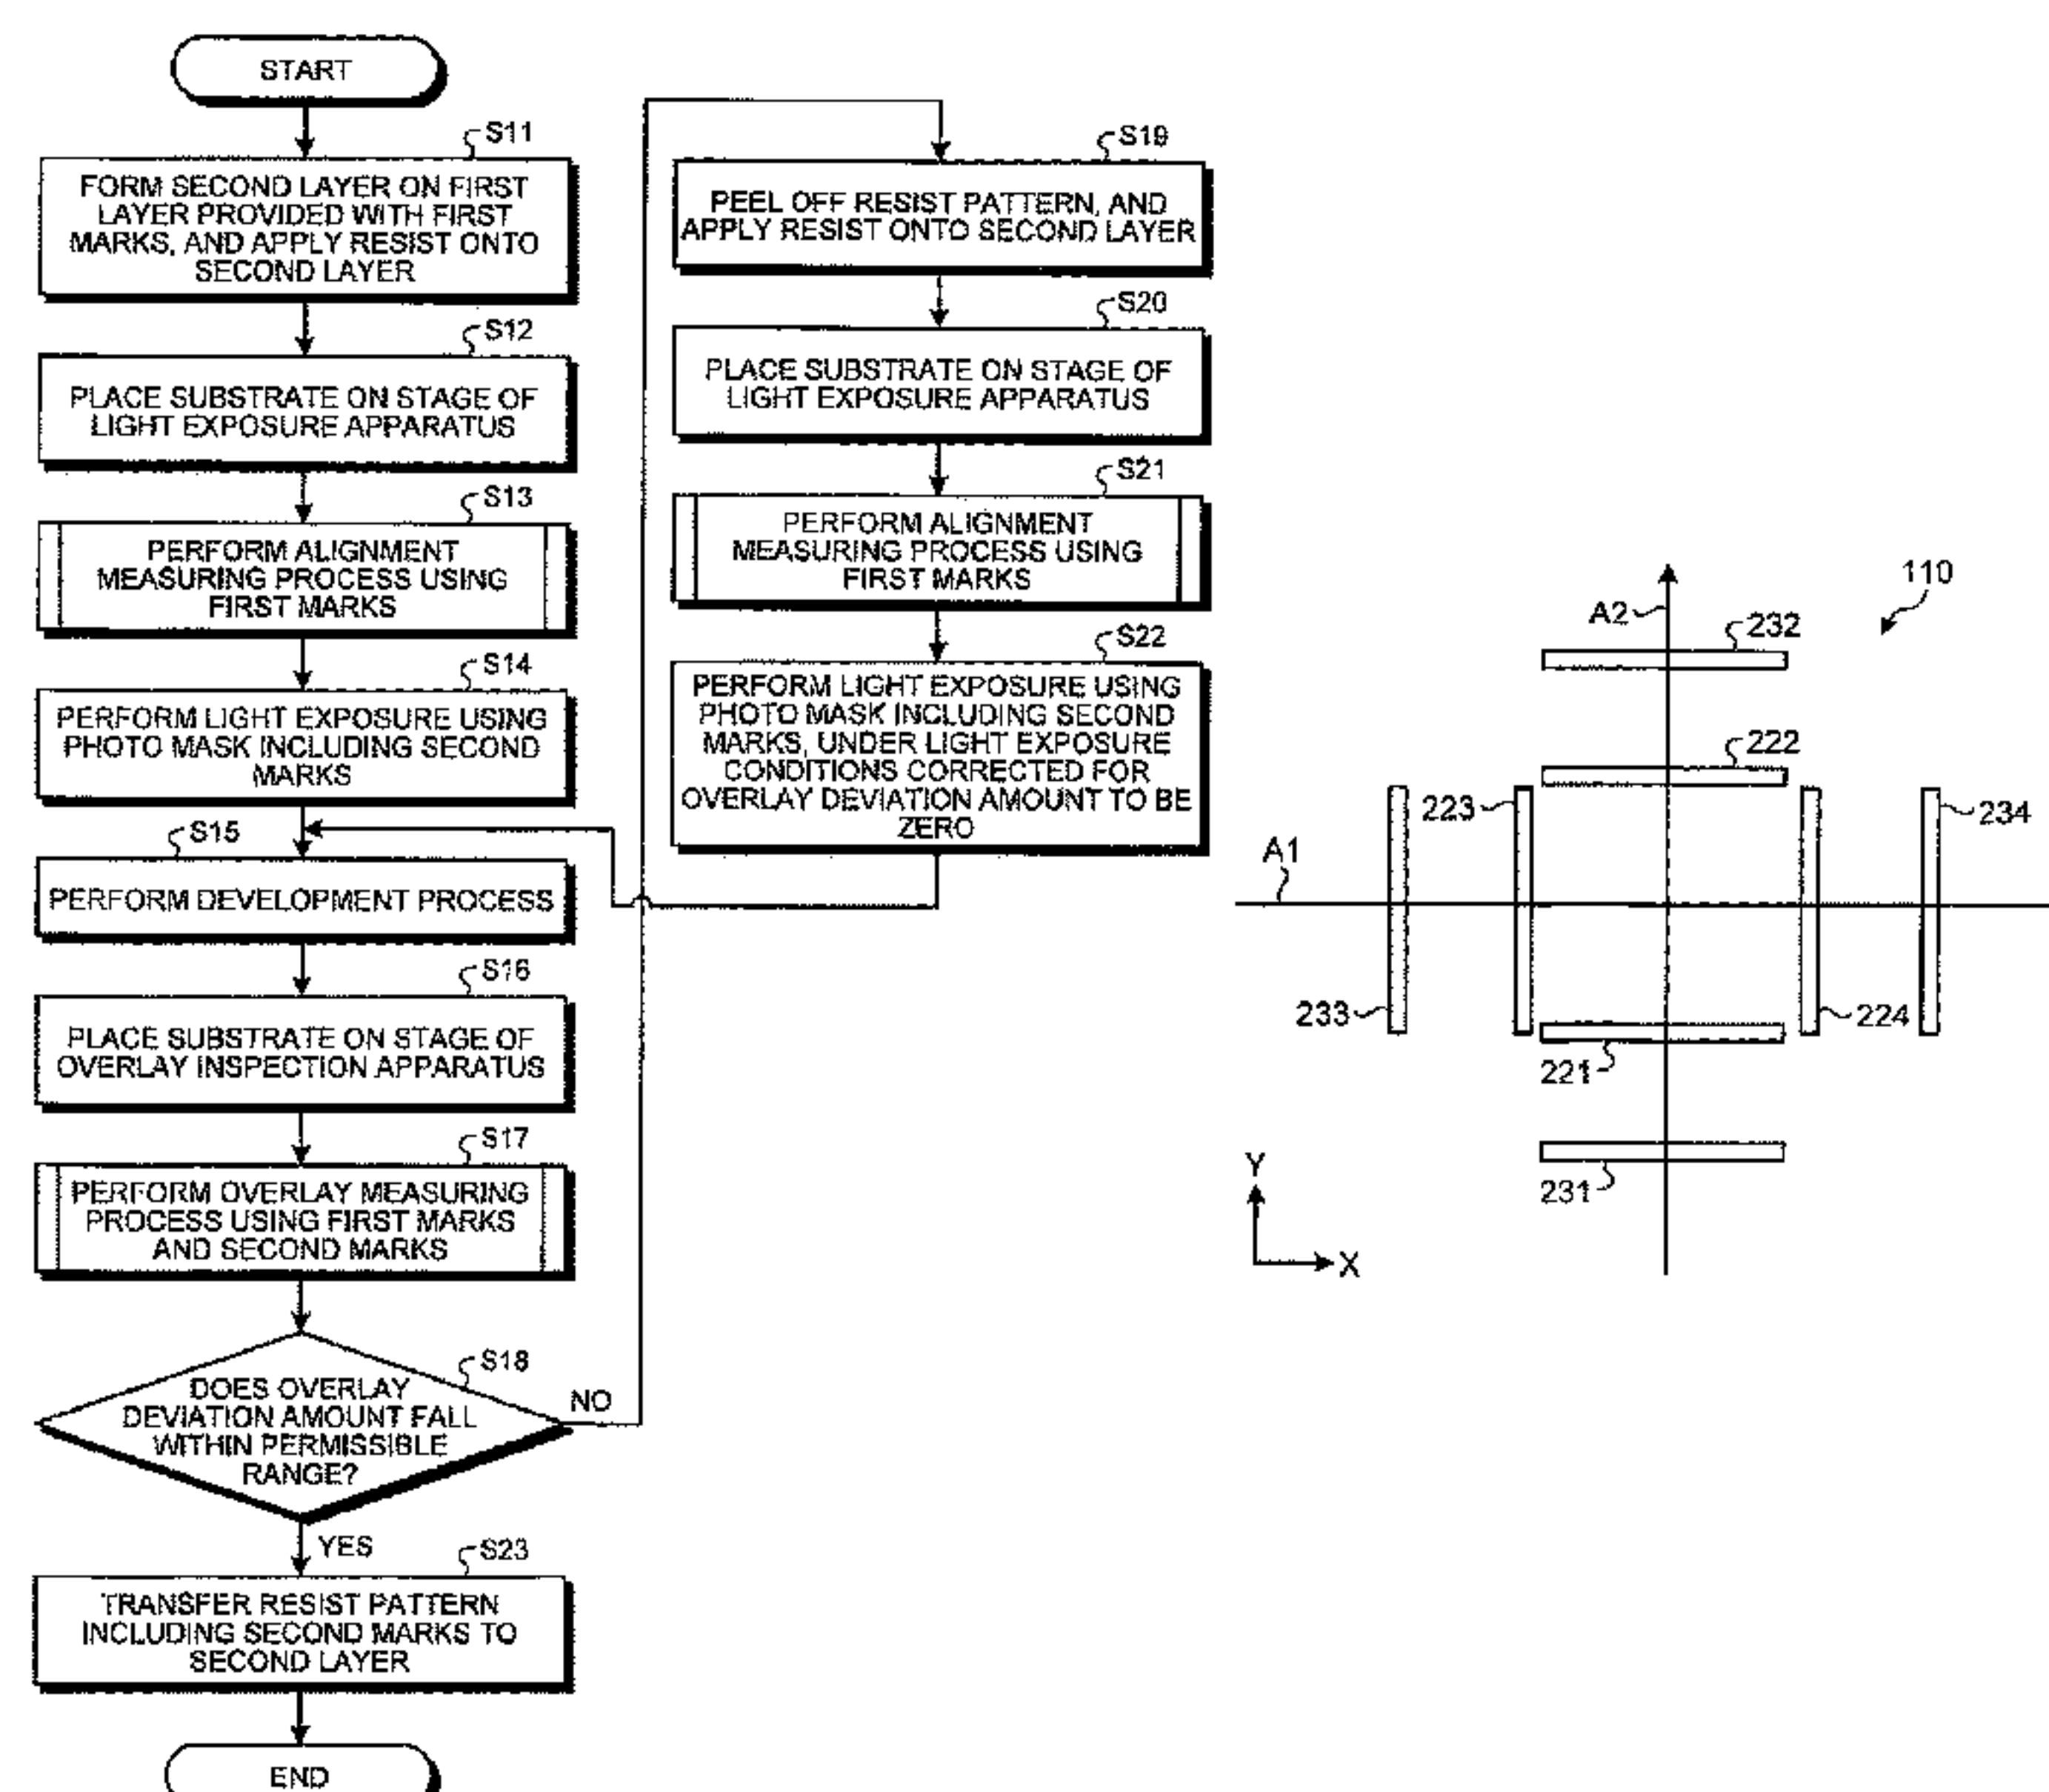 START
S11
FORM SECOND LAYER ON FIRST
LAYER PROVIDED WITH FIRST
MARKS, AND APPLY RESIST ONTO
SECOND LAYER
S12
PLACE SUBSTRATE ON STAGE OF
LIGHT EXPOSURE APPARATUS
S13
PERFORM ALIGNMENT
MEASURING PROCESS USING
FIRST MARKS
S14
PERFORM LIGHT EXPOSURE USING
PHOTO MASK INCLUDING SECOND
MARKS
S15
PERFORM DEVELOPMENT PROCESS
S16
PLACE SUBSTRATE ON STAGE OF
OVERLAY INSPECTION APPARATUS
S17
PERFORM OVERLAY MEASURING
PROCESS USING FIRST MARKS
AND SECOND MARKS
S18
DOES OVERLAY
DEVIATION AMOUNT FALL
WITHIN PERMISSIBLE
RANGE?
NO
YES
S23
TRANSFER RESIST PATTERN
INCLUDING SECOND MARKS TO
SECOND LAYER
END
S19
PEEL OFF RESIST PATTERN, AND
APPLY RESIST ONTO SECOND LAYER
S20
PLACE SUBSTRATE ON STAGE OF
LIGHT EXPOSURE APPARATUS
S21
PERFORM ALIGNMENT
MEASURING PROCESS USING
FIRST MARKS
S22
PERFORM LIGHT EXPOSURE USING
PHOTO MASK INCLUDING SECOND
MARKS, UNDER LIGHT EXPOSURE
CONDITIONS CORRECTED FOR
OVERLAY DEVIATION AMOUNT TO BE
ZERO
110
A2
232
222
223
234
A1
233
224
221
231
Y
X